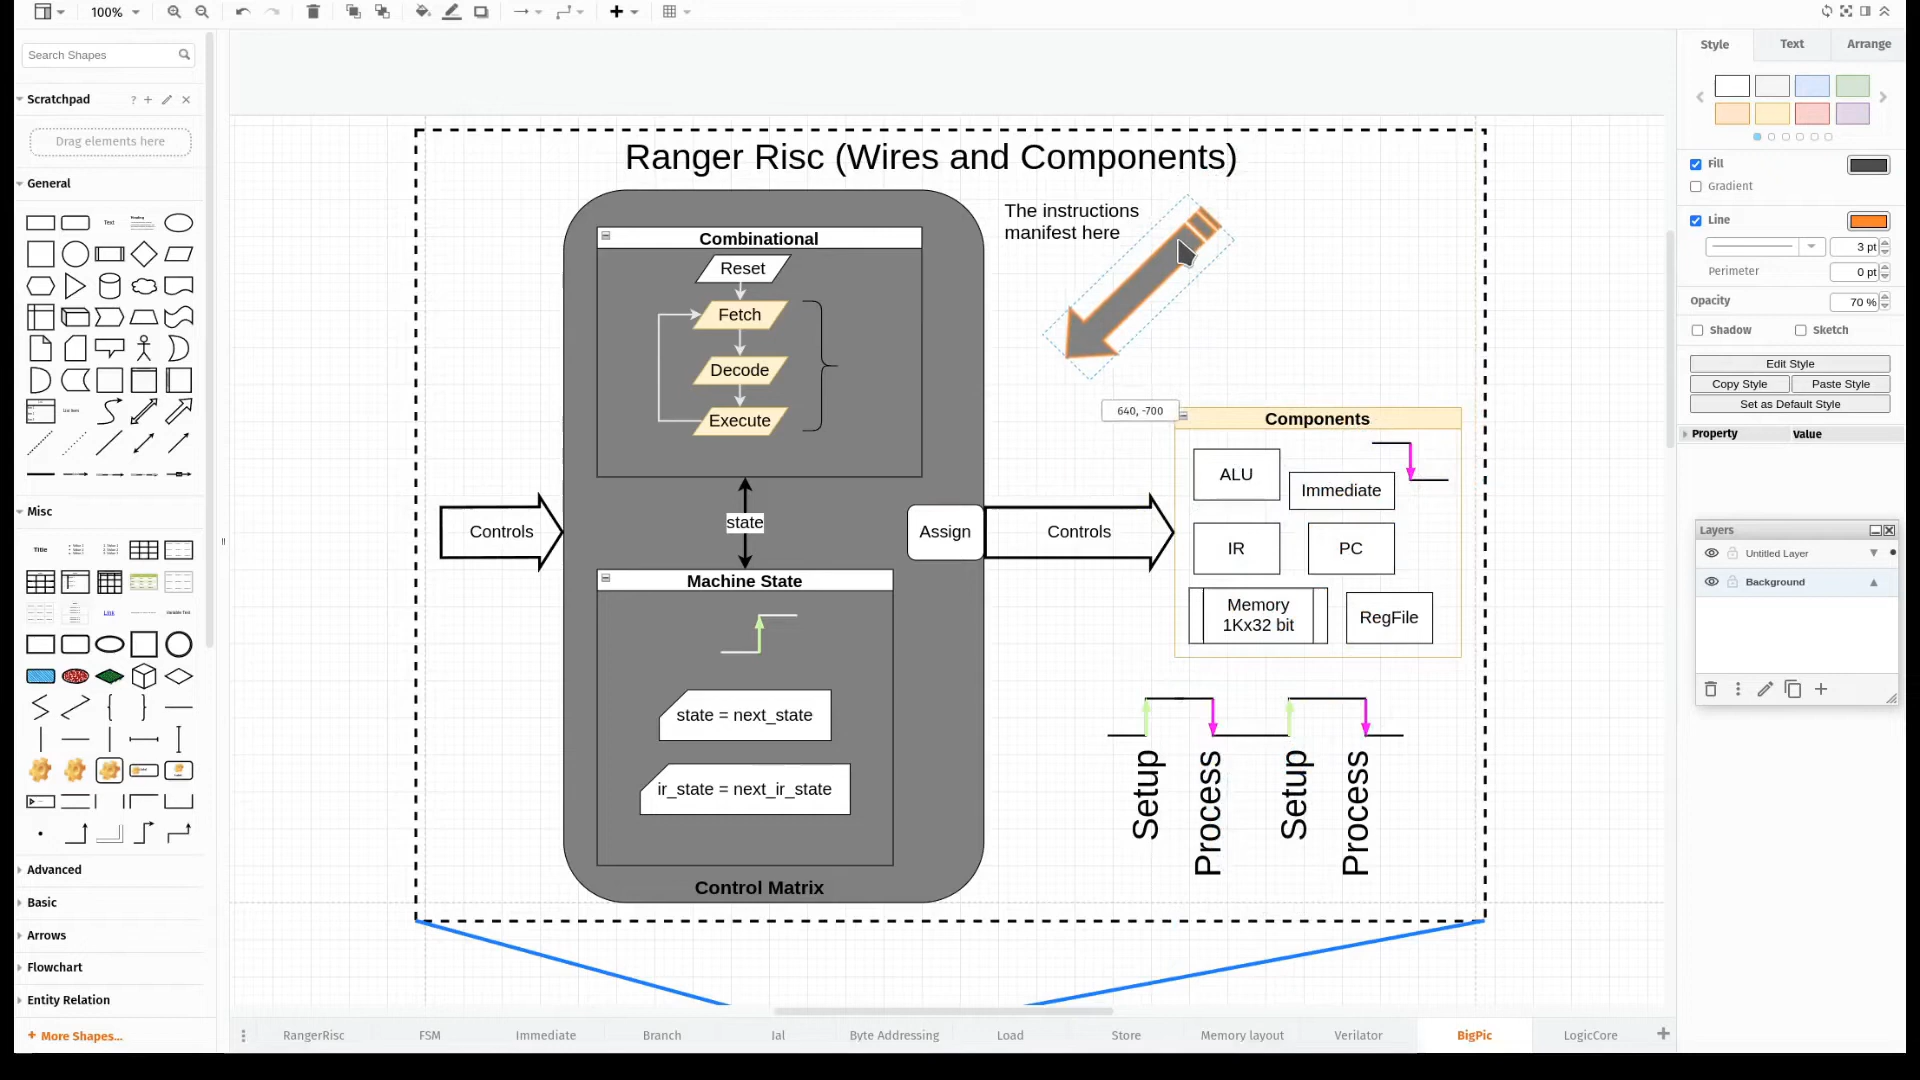 100%
Search Shapes
Scratchpad
?
Drag elements here
General
Text
Heading
Misc
Title
Link
Advanced
Basic
Arrows
Flowchart
Entity Relation
+ More Shapes...
Ranger Risc (Wires and Components)
The instructions
manifest here
Combinational
Reset
Fetch
Decode
Execute
640, -700
Components
ALU
Immediate
Controls
state
Assign
Controls
IR
PC
Machine State
Memory
1Kx32 bit
RegFile
state = next_state
ir_state = next_ir_state
Setup
Process
Setup
Process
Control Matrix
RangerRisc
FSM
Immediate
Branch
Ial
Byte Addressing
Load
Store
Memory layout
Verilator
BigPic
LogicCore
Style
Text
Arrange
Fill
Gradient
Line
3 pt
Perimeter
0 pt
Opacity
70 %
Shadow
Sketch
Edit Style
Copy Style
Paste Style
Set as Default Style
Property
Value
Layers
Untitled Layer
Background